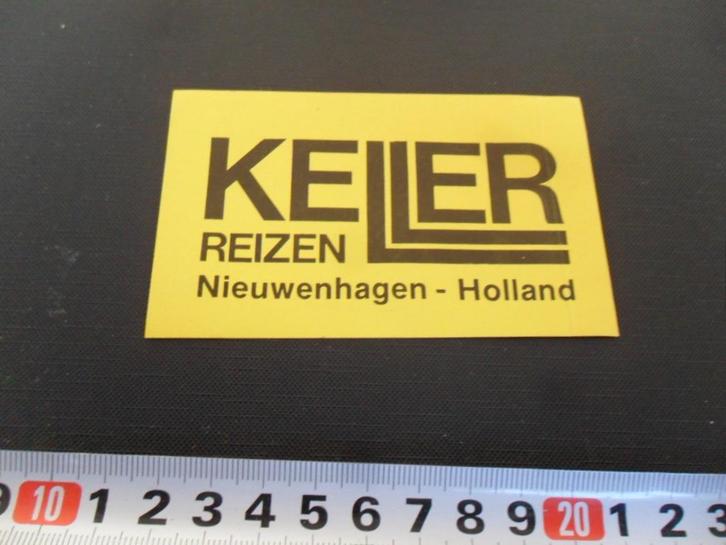 KELLER
REIZEN
Nieuwenhagen - Holland
9 10 1 2 3 4 5 6 7 8 9 20 1 2 3